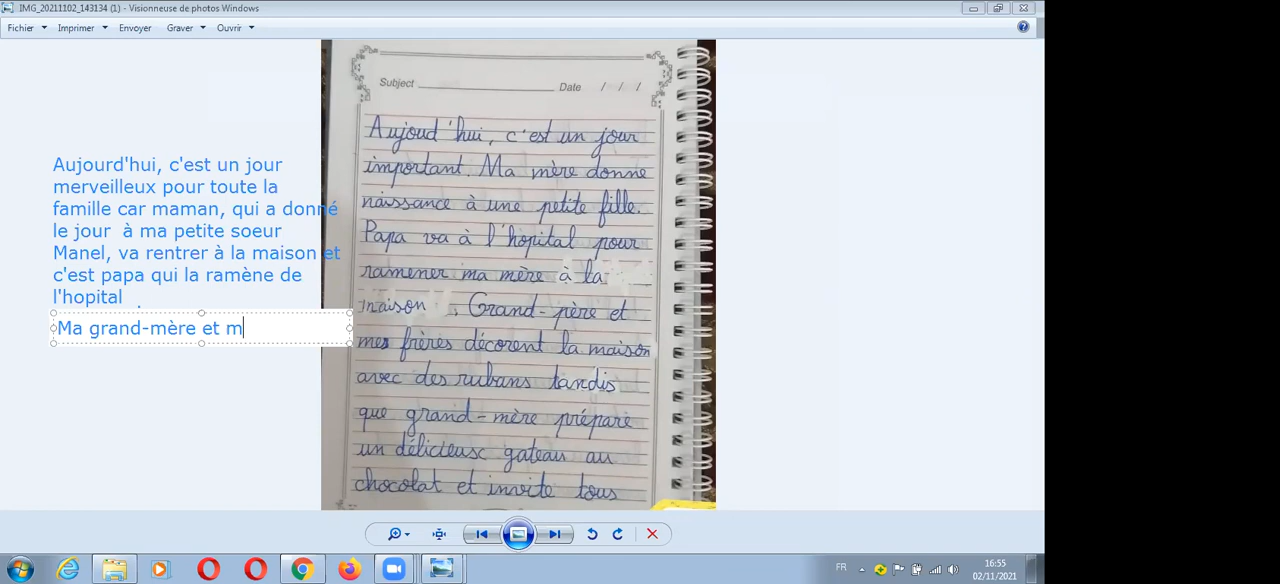 IMG_20211102_143134 (1) - Visionneuse de photos Windows
Fichier Imprimer Envoyer Graver Ouvrir
Subject Date / / /
Aujoud'hui, c'est un jour
important. Ma mère donne
naissance à une petite fille.
Papa va à l'hôpital pour
ramener ma mère à la
maison . Grand-père et
mes frères décorent la maison
avec des rubans tandis
que grand-mère prépare
un délicieux gateau au
chocolat et invite tous
Aujourd'hui, c'est un jour
merveilleux pour toute la
famille car maman, qui a donné
le jour à ma petite soeur
Manel, va rentrer à la maison et
c'est papa qui la ramène de
l'hopital .
Ma grand-mère et m
FR 16:55
02/11/2021